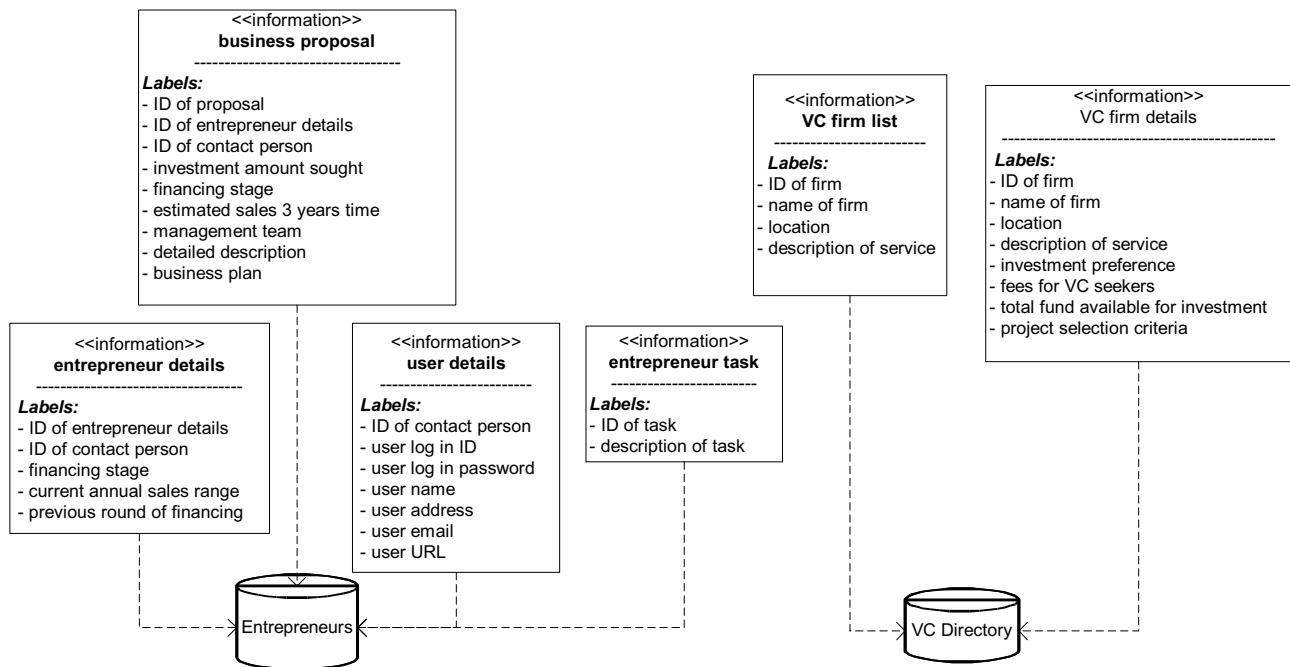 <<information>>
business proposal
----------------------------------
Labels:
- ID of proposal
- ID of entrepreneur details
- ID of contact person
- investment amount sought
- financing stage
- estimated sales 3 years time
- management team
- detailed description
- business plan
<<information>>
VC firm list
-------------------------
Labels:
- ID of firm
- name of firm
- location
- description of service
<<information>>
VC firm details
---------------------------------------------
Labels:
- ID of firm
- name of firm
- location
- description of service
- investment preference
- fees for VC seekers
- total fund available for investment
- project selection criteria
<<information>>
entrepreneur details
----------------------------------
Labels:
- ID of entrepreneur details
- ID of contact person
- financing stage
- current annual sales range
- previous round of financing
<<information>>
user details
-------------------------
Labels:
- ID of contact person
- user log in ID
- user log in password
- user name
- user address
- user email
- user URL
<<information>>
entrepreneur task
------------------------
Labels:
- ID of task
- description of task
Entrepreneurs
VC Directory